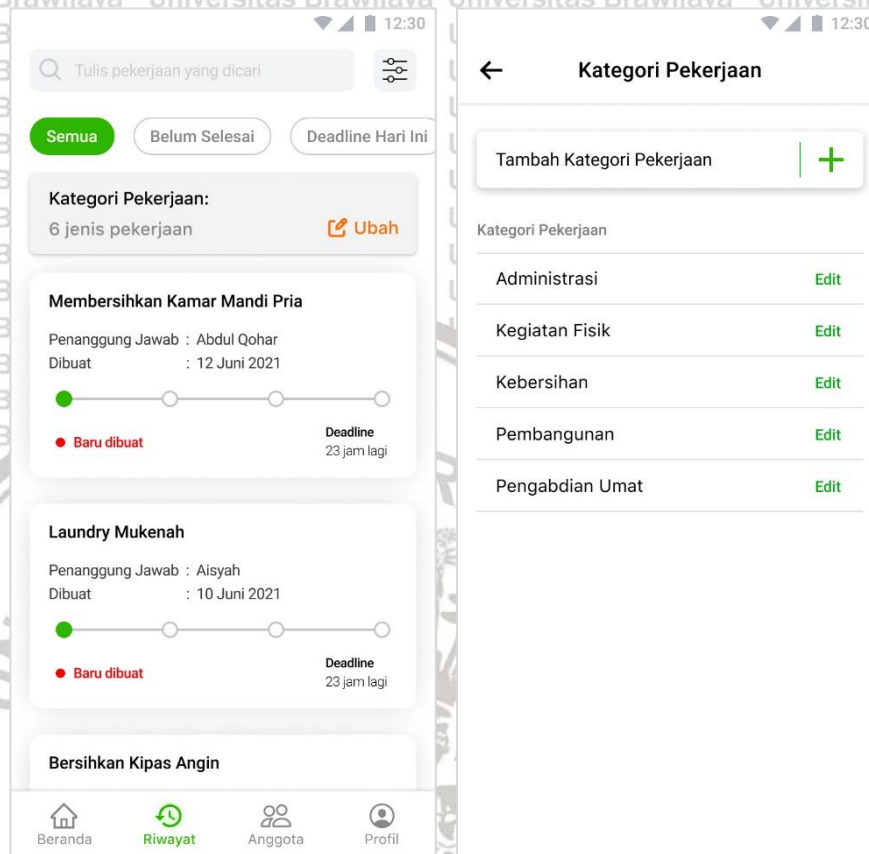 12:30
Tulis pekerjaan yang dicari
Semua
Belum Selesai
Deadline Hari Ini
Kategori Pekerjaan:
6 jenis pekerjaan
Ubah
Membersihkan Kamar Mandi Pria
Penanggung Jawab : Abdul Qohar
Dibuat : 12 Juni 2021
Baru dibuat
Deadline
23 jam lagi
Laundry Mukenah
Penanggung Jawab : Aisyah
Dibuat : 10 Juni 2021
Baru dibuat
Deadline
23 jam lagi
Bersihkan Kipas Angin
Beranda
Riwayat
Anggota
Profil
12:30
Kategori Pekerjaan
Tambah Kategori Pekerjaan
Kategori Pekerjaan
Administrasi Edit
Kegiatan Fisik Edit
Kebersihan Edit
Pembangunan Edit
Pengabdian Umat Edit